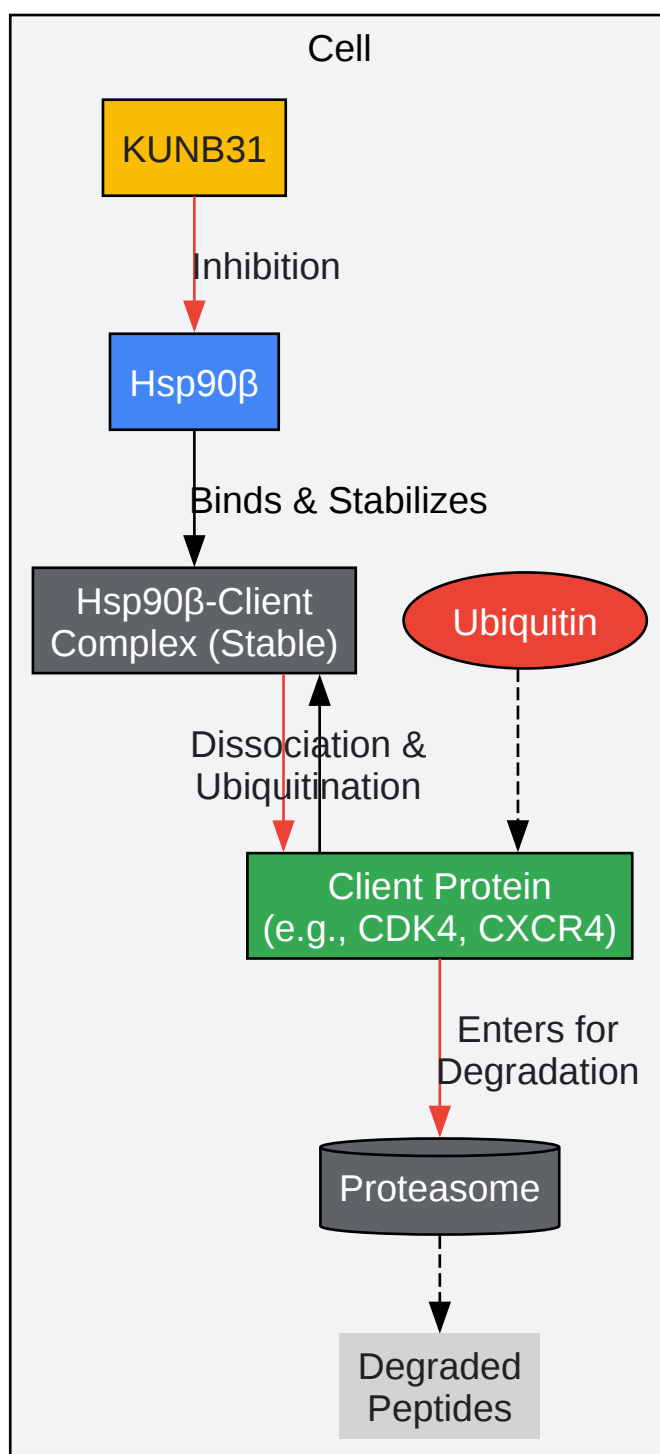 Cell
KUNB31
Inhibition
Hsp90β
Binds & Stabilizes
Hsp90β-Client
Complex (Stable)
Ubiquitin
Dissociation &
Ubiquitination
Client Protein
(e.g., CDK4, CXCR4)
Enters for
Degradation
Proteasome
Degraded
Peptides